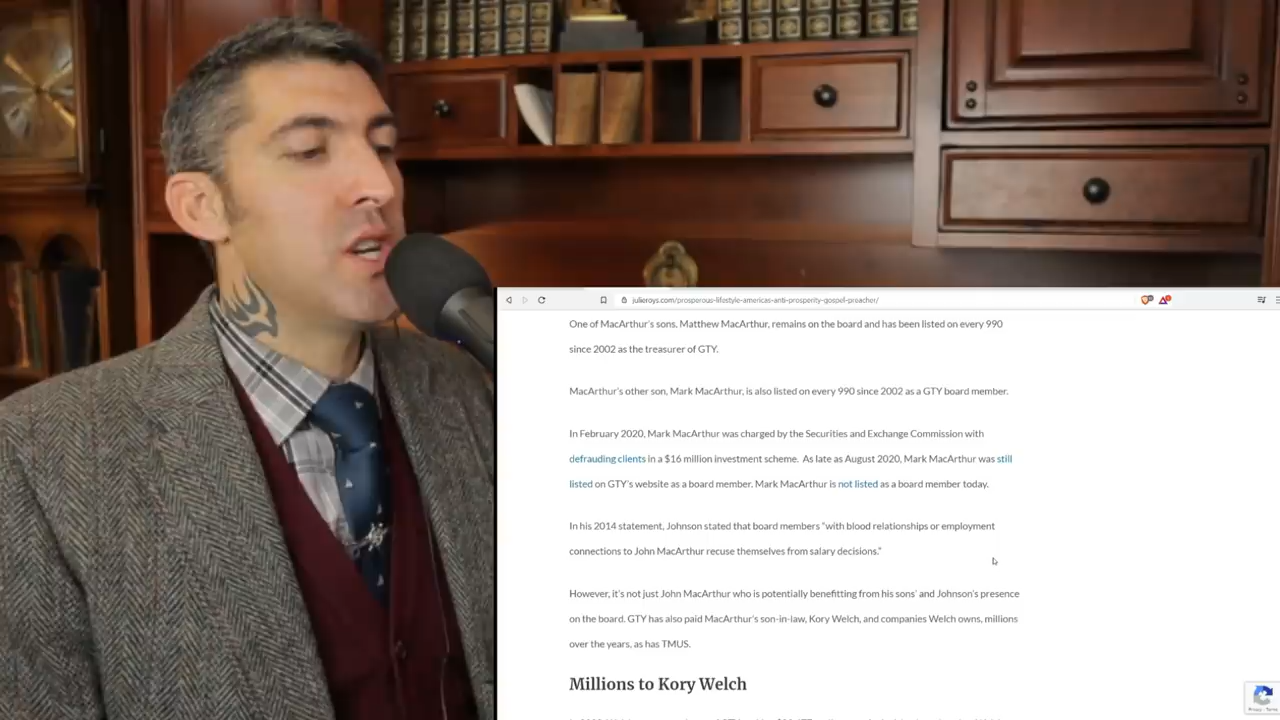 julieroys.com/prosperous-lifestyle-americas-anti-prosperity-gospel-preacher/
One of MacArthur's sons, Matthew MacArthur, remains on the board and has been listed on every 990
since 2002 as the treasurer of GTY.
MacArthur's other son, Mark MacArthur, is also listed on every 990 since 2002 as a GTY board member.
In February 2020, Mark MacArthur was charged by the Securities and Exchange Commission with
defrauding clients in a $16 million investment scheme. As late as August 2020, Mark MacArthur was still
listed on GTY's website as a board member. Mark MacArthur is not listed as a board member today.
In his 2014 statement, Johnson stated that board members "with blood relationships or employment
connections to John MacArthur recuse themselves from salary decisions."
However, it's not just John MacArthur who is potentially benefitting from his sons' and Johnson's presence
on the board. GTY has also paid MacArthur's son-in-law, Kory Welch, and companies Welch owns, millions
over the years, as has TMUS.
Millions to Kory Welch
Privacy - Terms